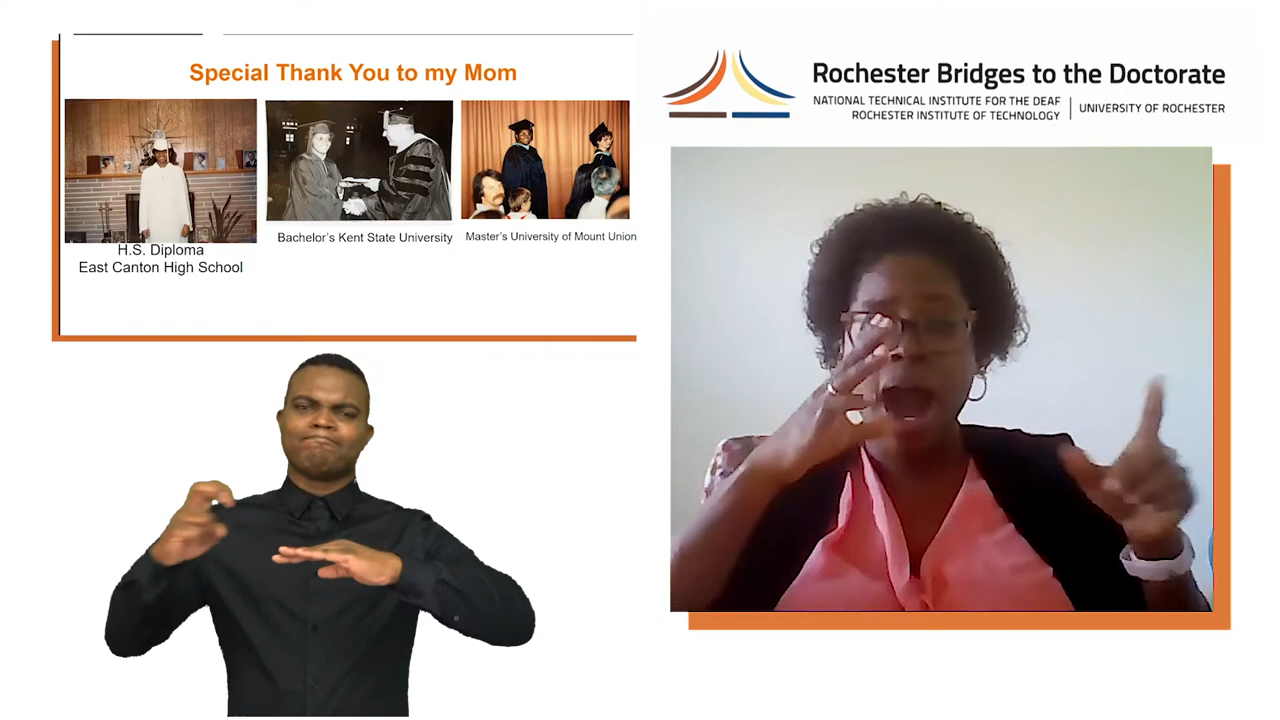 Special Thank You to my Mom
H.S. Diploma
East Canton High School
Bachelor's Kent State University
Master's University of Mount Union
Rochester Bridges to the Doctorate
NATIONAL TECHNICAL INSTITUTE FOR THE DEAF
ROCHESTER INSTITUTE OF TECHNOLOGY
UNIVERSITY OF ROCHESTER